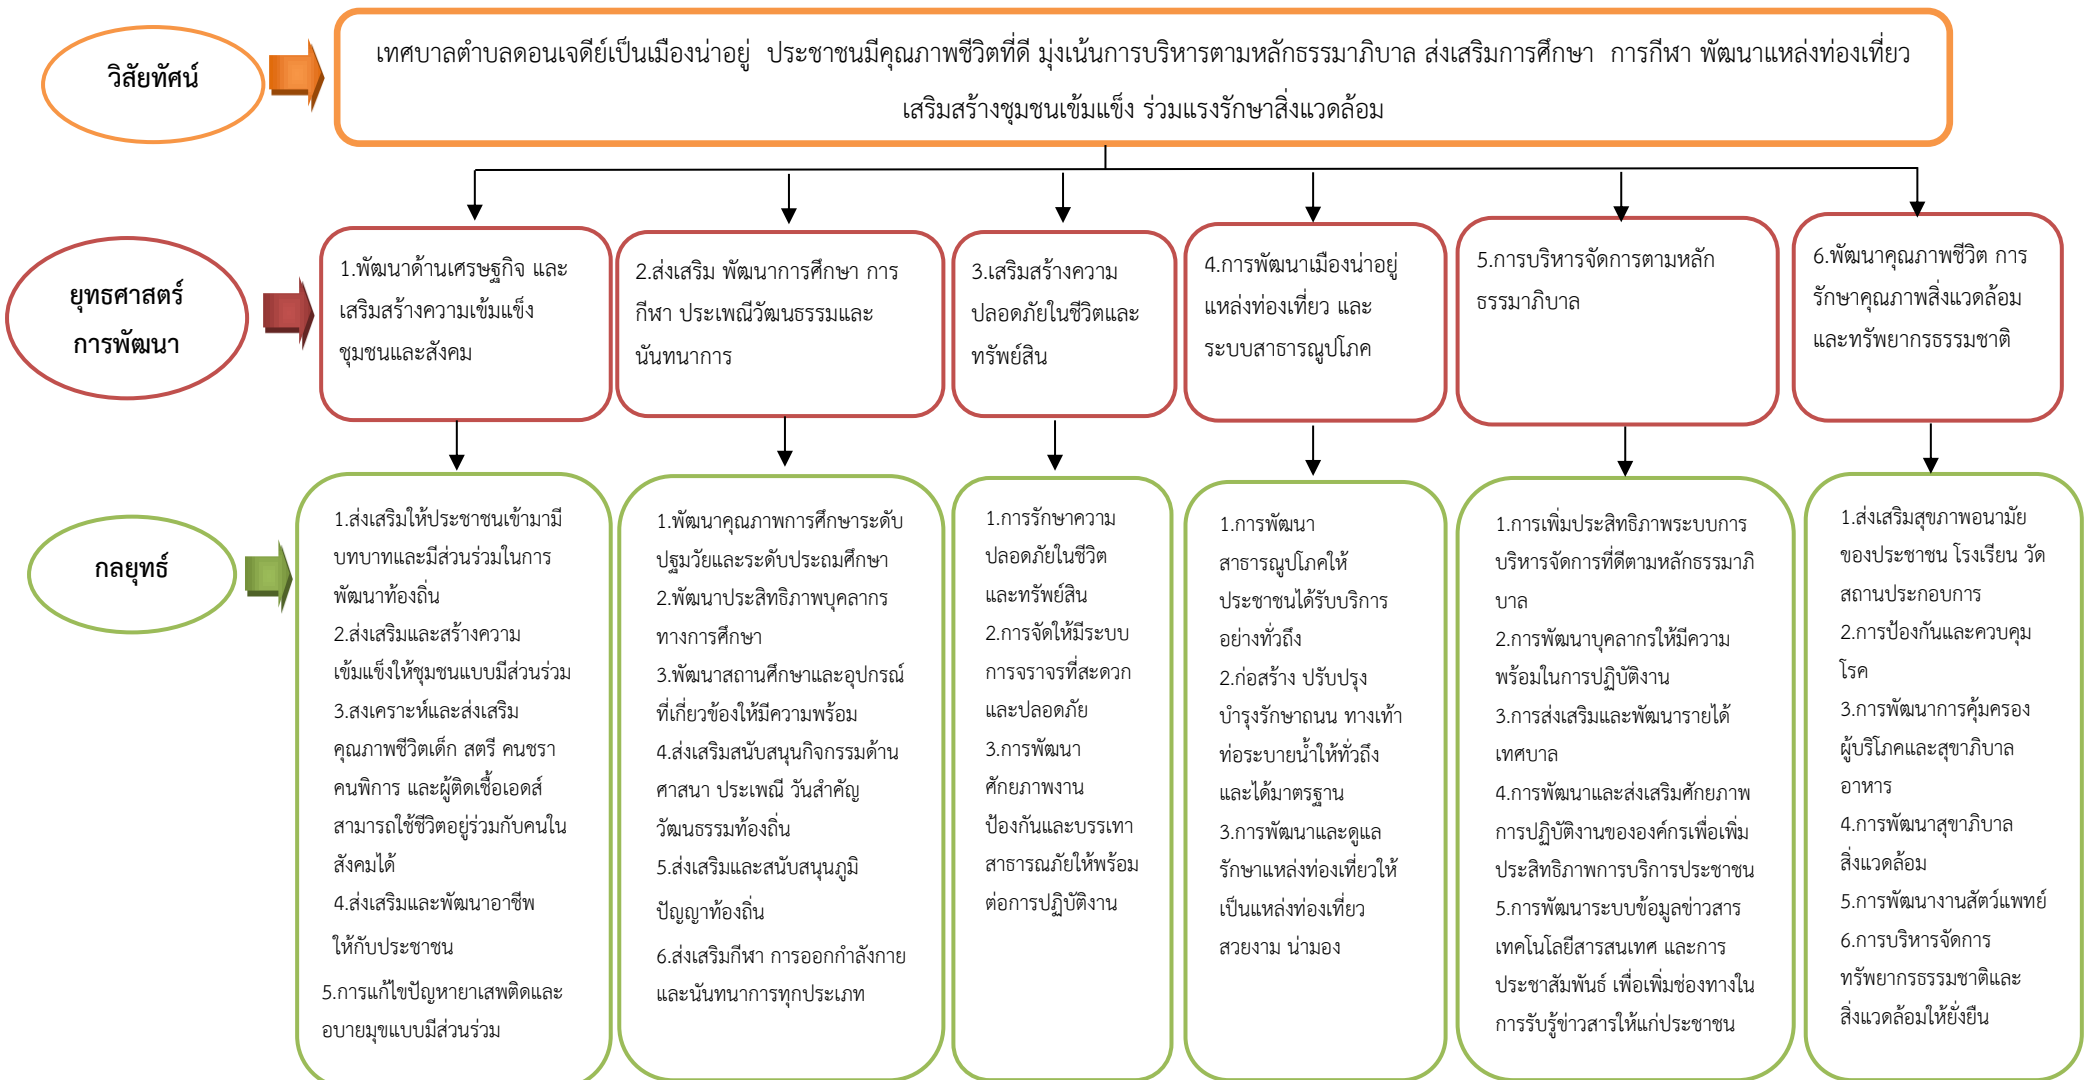 วิสัยทัศน์
เทศบาลตำบลดอนเจดีย์เป็นเมืองน่าอยู่ ประชาชนมีคุณภาพชีวิตที่ดี มุ่งเน้นการบริหารตามหลักธรรมาภิบาล ส่งเสริมการศึกษา การกีฬา พัฒนาแหล่งท่องเที่ยว
เสริมสร้างชุมชนเข้มแข็ง ร่วมแรงรักษาสิ่งแวดล้อม
ยุทธศาสตร์
การพัฒนา
1.พัฒนาด้านเศรษฐกิจ และ
เสริมสร้างความเข้มแข็ง
ชุมชนและสังคม
2.ส่งเสริม พัฒนาการศึกษา การ
กีฬา ประเพณีวัฒนธรรมและ
นันทนาการ
3.เสริมสร้างความ
ปลอดภัยในชีวิตและ
ทรัพย์สิน
4.การพัฒนาเมืองน่าอยู่
แหล่งท่องเที่ยว และ
ระบบสาธารณูปโภค
5.การบริหารจัดการตามหลัก
ธรรมาภิบาล
6.พัฒนาคุณภาพชีวิต การ
รักษาคุณภาพสิ่งแวดล้อม
และทรัพยากรธรรมชาติ
กลยุทธ์
1.ส่งเสริมให้ประชาชนเข้ามามี
บทบาทและมีส่วนร่วมในการ
พัฒนาท้องถิ่น
2.ส่งเสริมและสร้างความ
เข้มแข็งให้ชุมชนแบบมีส่วนร่วม
3.สงเคราะห์และส่งเสริม
คุณภาพชีวิตเด็ก สตรี คนชรา
คนพิการ และผู้ติดเชื้อเอดส์
สามารถใช้ชีวิตอยู่ร่วมกับคนใน
สังคมได้
4.ส่งเสริมและพัฒนาอาชีพ
ให้กับประชาชน
5.การแก้ไขปัญหายาเสพติดและ
อบายมุขแบบมีส่วนร่วม
1.พัฒนาคุณภาพการศึกษาระดับ
ปฐมวัยและระดับประถมศึกษา
2.พัฒนาประสิทธิภาพบุคลากร
ทางการศึกษา
3.พัฒนาสถานศึกษาและอุปกรณ์
ที่เกี่ยวข้องให้มีความพร้อม
4.ส่งเสริมสนับสนุนกิจกรรมด้าน
ศาสนา ประเพณี วันสำคัญ
วัฒนธรรมท้องถิ่น
5.ส่งเสริมและสนับสนุนภูมิ
ปัญญาท้องถิ่น
6.ส่งเสริมกีฬา การออกกำลังกาย
และนันทนาการทุกประเภท
1.การรักษาความ
ปลอดภัยในชีวิต
และทรัพย์สิน
2.การจัดให้มีระบบ
การจราจรที่สะดวก
และปลอดภัย
3.การพัฒนา
ศักยภาพงาน
ป้องกันและบรรเทา
สาธารณภัยให้พร้อม
ต่อการปฏิบัติงาน
1.การพัฒนา
สาธารณูปโภคให้
ประชาชนได้รับบริการ
อย่างทั่วถึง
2.ก่อสร้าง ปรับปรุง
บำรุงรักษาถนน ทางเท้า
ท่อระบายน้ำให้ทั่วถึง
และได้มาตรฐาน
3.การพัฒนาและดูแล
รักษาแหล่งท่องเที่ยวให้
เป็นแหล่งท่องเที่ยว
สวยงาม น่ามอง
1.การเพิ่มประสิทธิภาพระบบการ
บริหารจัดการที่ดีตามหลักธรรมาภิ
บาล
2.การพัฒนาบุคลากรให้มีความ
พร้อมในการปฏิบัติงาน
3.การส่งเสริมและพัฒนารายได้
เทศบาล
4.การพัฒนาและส่งเสริมศักยภาพ
การปฏิบัติงานขององค์กรเพื่อเพิ่ม
ประสิทธิภาพการบริการประชาชน
5.การพัฒนาระบบข้อมูลข่าวสาร
เทคโนโลยีสารสนเทศ และการ
ประชาสัมพันธ์ เพื่อเพิ่มช่องทางใน
การรับรู้ข่าวสารให้แก่ประชาชน
1.ส่งเสริมสุขภาพอนามัย
ของประชาชน โรงเรียน วัด
สถานประกอบการ
2.การป้องกันและควบคุม
โรค
3.การพัฒนาการคุ้มครอง
ผู้บริโภคและสุขาภิบาล
อาหาร
4.การพัฒนาสุขาภิบาล
สิ่งแวดล้อม
5.การพัฒนางานสัตว์แพทย์
6.การบริหารจัดการ
ทรัพยากรธรรมชาติและ
สิ่งแวดล้อมให้ยั่งยืน